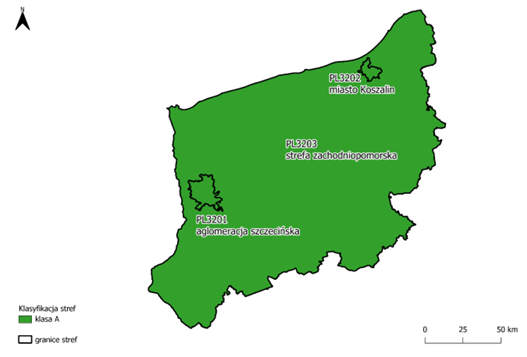 N
PL3202
miasto Koszalin
PL3203
strefa zachodniopomorska
PL3201
aglomeracja szczecińska
Klasyfikacja stref
klasa A
granice stref
0 25 50 km